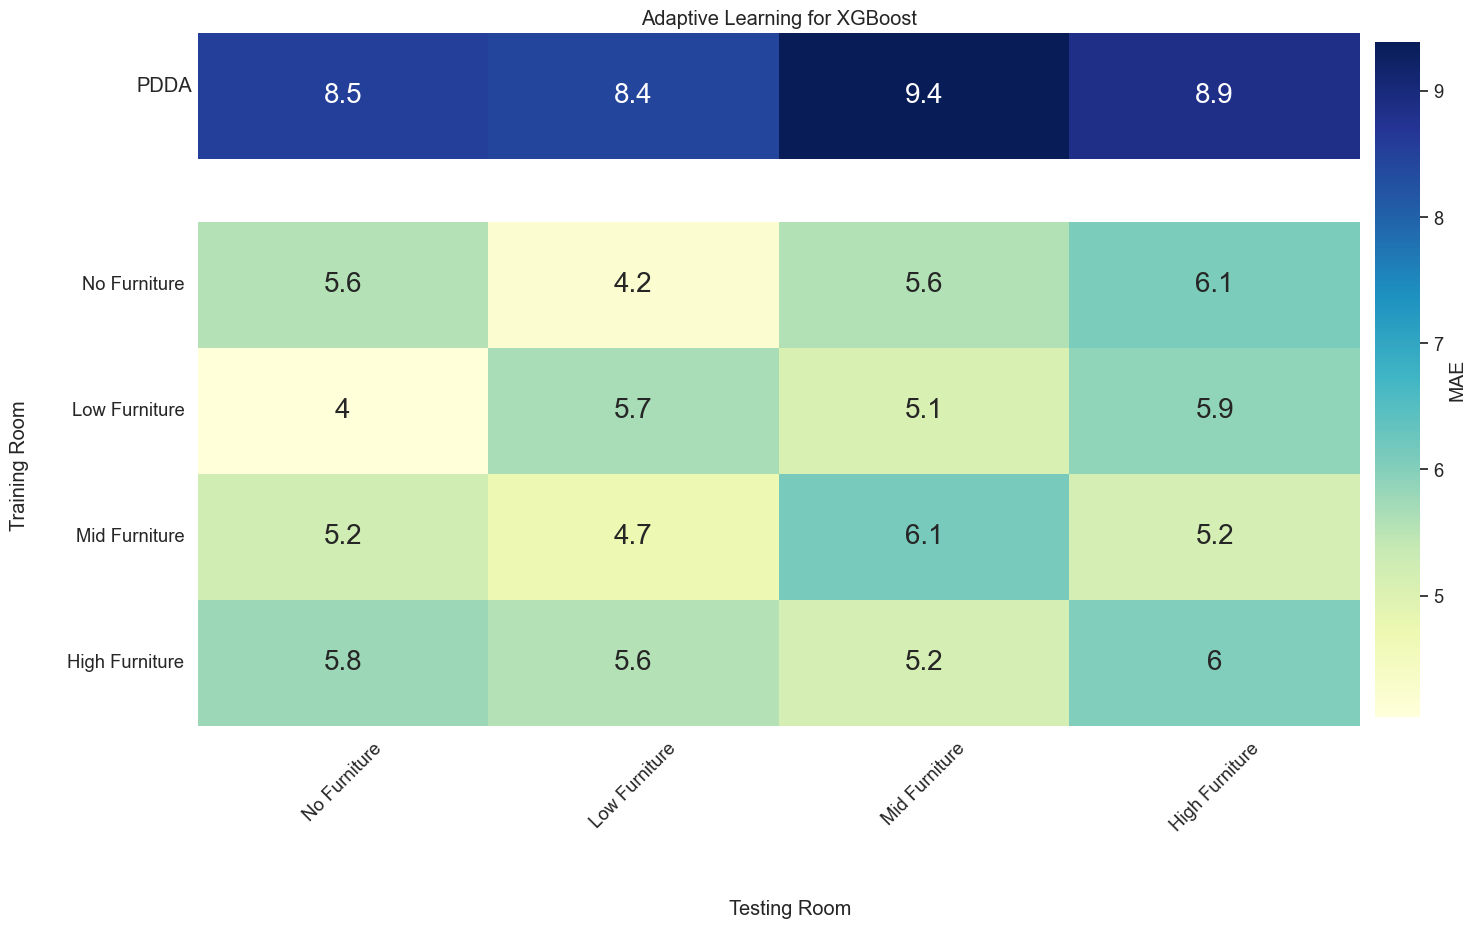 Adaptive Learning for XGBoost
PDDA 8.5 8.4 9.4 8.9
No Furniture 5.6 4.2 5.6 6.1
Low Furniture 4 5.7 5.1 5.9
Mid Furniture 5.2 4.7 6.1 5.2
High Furniture 5.8 5.6 5.2 6
Training Room
No Furniture Low Furniture Mid Furniture High Furniture
Testing Room
9
8
7
6
5
MAE